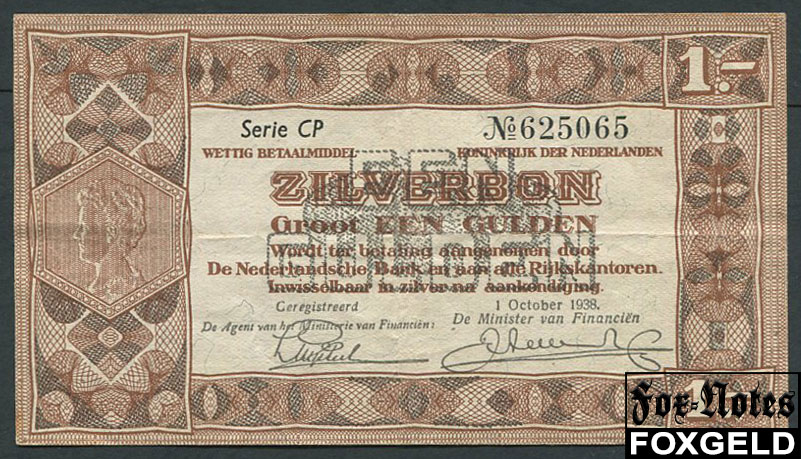 1.-
Serie CP
№625065
WETTIG BETAALMIDDEL
KONINKRIJK DER NEDERLANDEN
ZILVERBON
Groot EEN GULDEN
Wordt ter betaling aangenomen door
De Nederlandsche Bank en aan alle Rijkskantoren.
Inwisselbaar in zilver na aankondiging.
Geregistreerd
1 October 1938.
De Agent van het Ministerie van Financiën:
De Minister van Financiën
EEN
GULDEN
Fox-Notes
FOXGELD